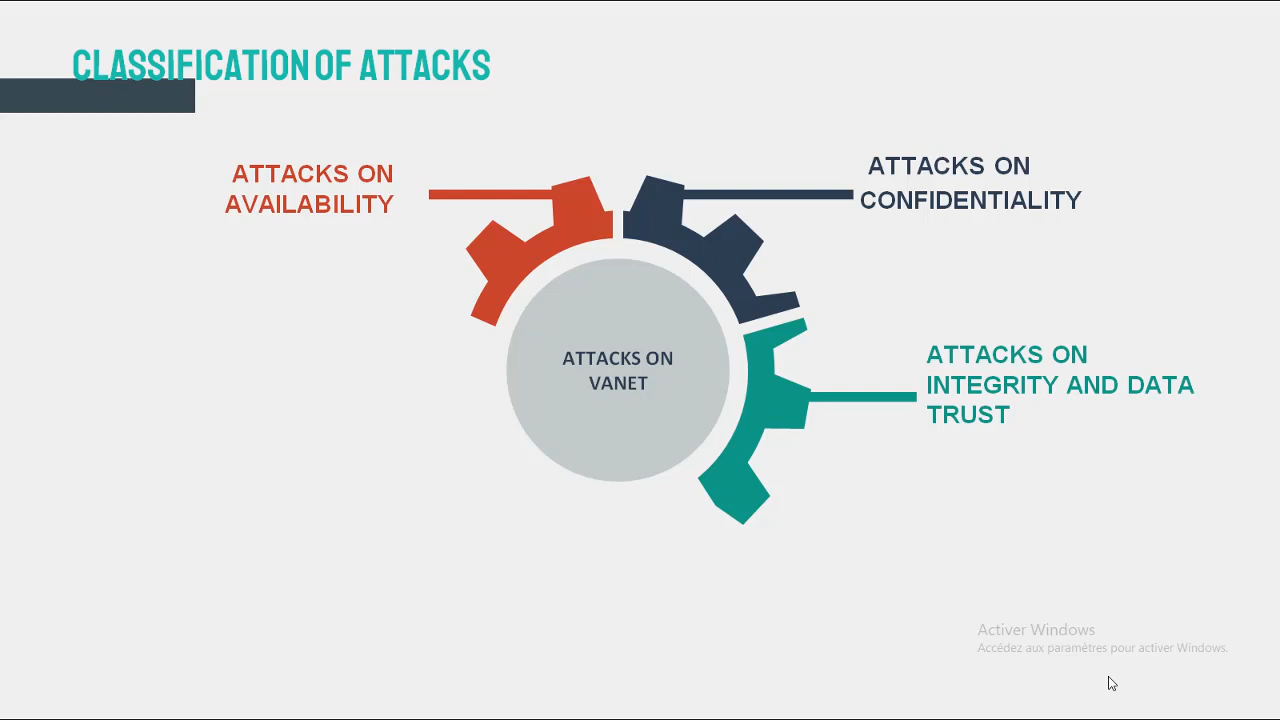 CLASSIFICATION OF ATTACKS
ATTACKS ON
AVAILABILITY
ATTACKS ON
CONFIDENTIALITY
ATTACKS ON
VANET
ATTACKS ON
INTEGRITY AND DATA
TRUST
Activer Windows
Accédez aux paramètres pour activer Windows.